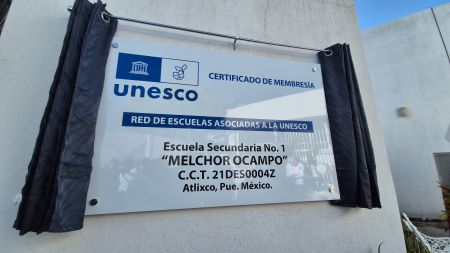 unesco
CERTIFICADO DE MEMBRESÍA
RED DE ESCUELAS ASOCIADAS A LA UNESCO
Escuela Secundaria No. 1
“MELCHOR OCAMPO”
C.C.T. 21DES0004Z
Atlixco, Pue. México.